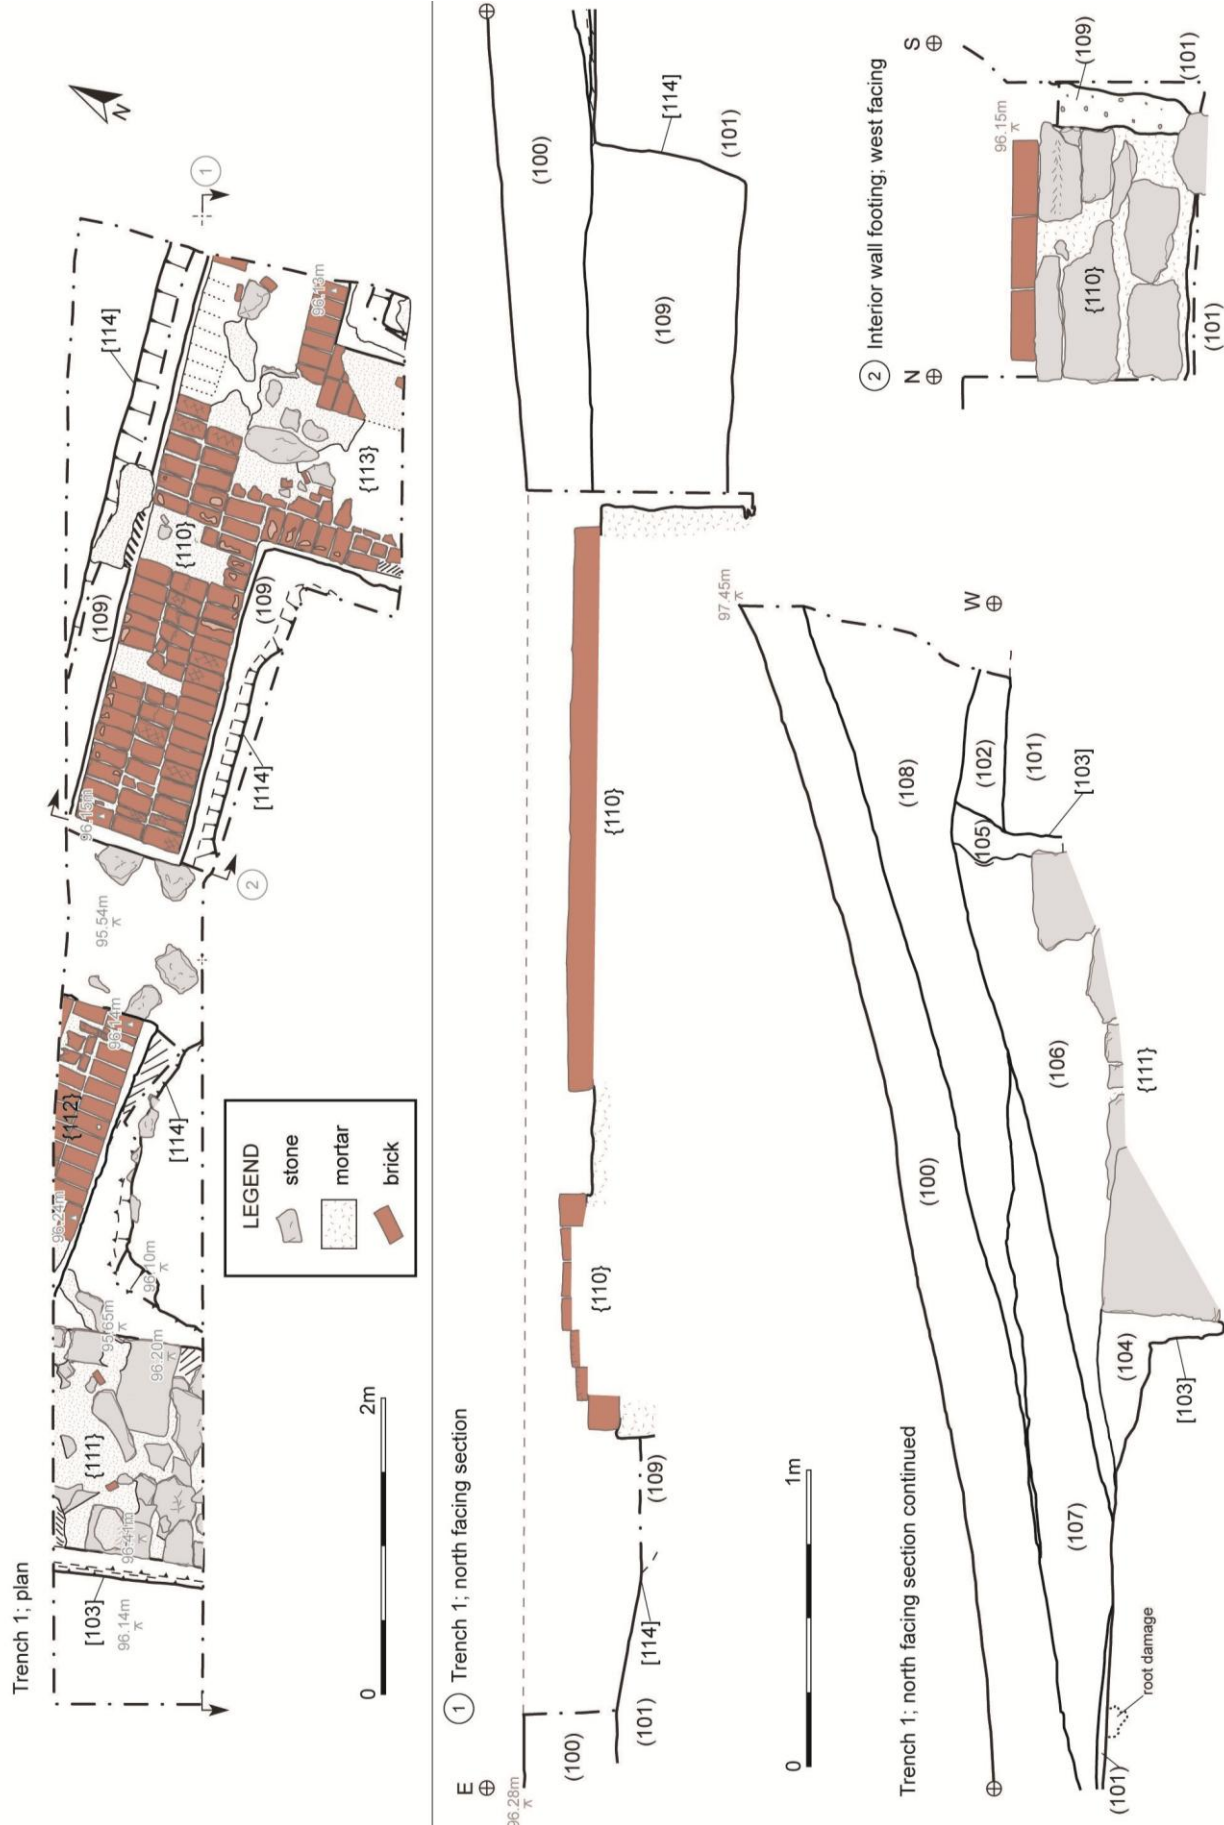 Trench 1; plan
N
1
[114]
(109)
{110}
96.15m
{113}
(109)
[114]
96.15m
2
95.54m
96.14m
{112}
[114]
96.24m
96.10m
95.65m
96.20m
{111}
96.41m
[103]
96.14m
LEGEND
stone
mortar
brick
0
2m
1 Trench 1; north facing section
E
96.28m
(100)
(101)
[114]
(109)
{110}
{110}
(109)
(100)
[114]
(101)
0
1m
Trench 1; north facing section continued
(101)
root damage
(107)
[103]
(104)
(100)
{111}
(106)
(105)
(108)
[103]
(102)
(101)
97.45m
W
2 Interior wall footing; west facing
N
S
{110}
96.15m
(109)
(101)
(101)